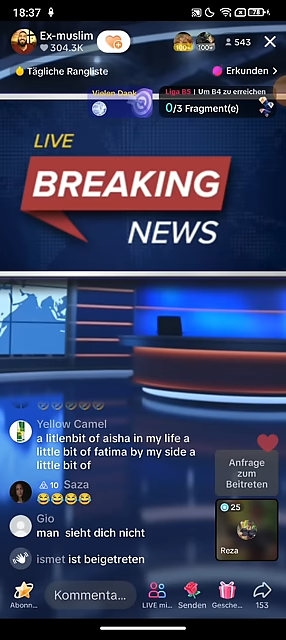 18:37
78
Ex-muslim
304.3K
100+
100+
543
Tägliche Rangliste
Erkunden
Vielen Dank
Liga B5 | Um B4 zu erreichen
0/3 Fragment(e)
LIVE
BREAKING
NEWS
Yellow Camel
a litlenbit of aisha in my life a
little bit of fatima by my side a
little bit of
10 Saza
😂😂😂😂
Gio
man sieht dich nicht
ismet ist beigetreten
Anfrage
zum
Beitreten
25
Reza
Abonn...
Kommenta...
LIVE mi...
Senden
Gesche...
153